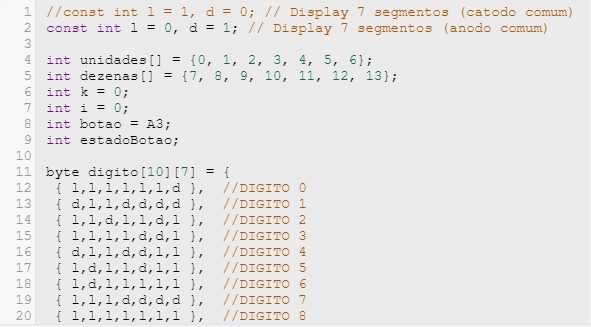 1 //const int l = 1, d = 0; // Display 7 segmentos (catodo comum)
2 const int l = 0, d = 1; // Display 7 segmentos (anodo comum)
3
4 int unidades[] = {0, 1, 2, 3, 4, 5, 6};
5 int dezenas[] = {7, 8, 9, 10, 11, 12, 13};
6 int k = 0;
7 int i = 0;
8 int botao = A3;
9 int estadoBotao;
10
11 byte digito[10][7] = {
12 { l,l,l,l,l,l,d }, //DIGITO 0
13 { d,l,l,d,d,d,d }, //DIGITO 1
14 { l,l,d,l,l,d,l }, //DIGITO 2
15 { l,l,l,l,d,d,l }, //DIGITO 3
16 { d,l,l,d,d,l,l }, //DIGITO 4
17 { l,d,l,l,d,l,l }, //DIGITO 5
18 { l,d,l,l,l,l,l }, //DIGITO 6
19 { l,l,l,d,d,d,d }, //DIGITO 7
20 { l,l,l,l,l,l,l }, //DIGITO 8